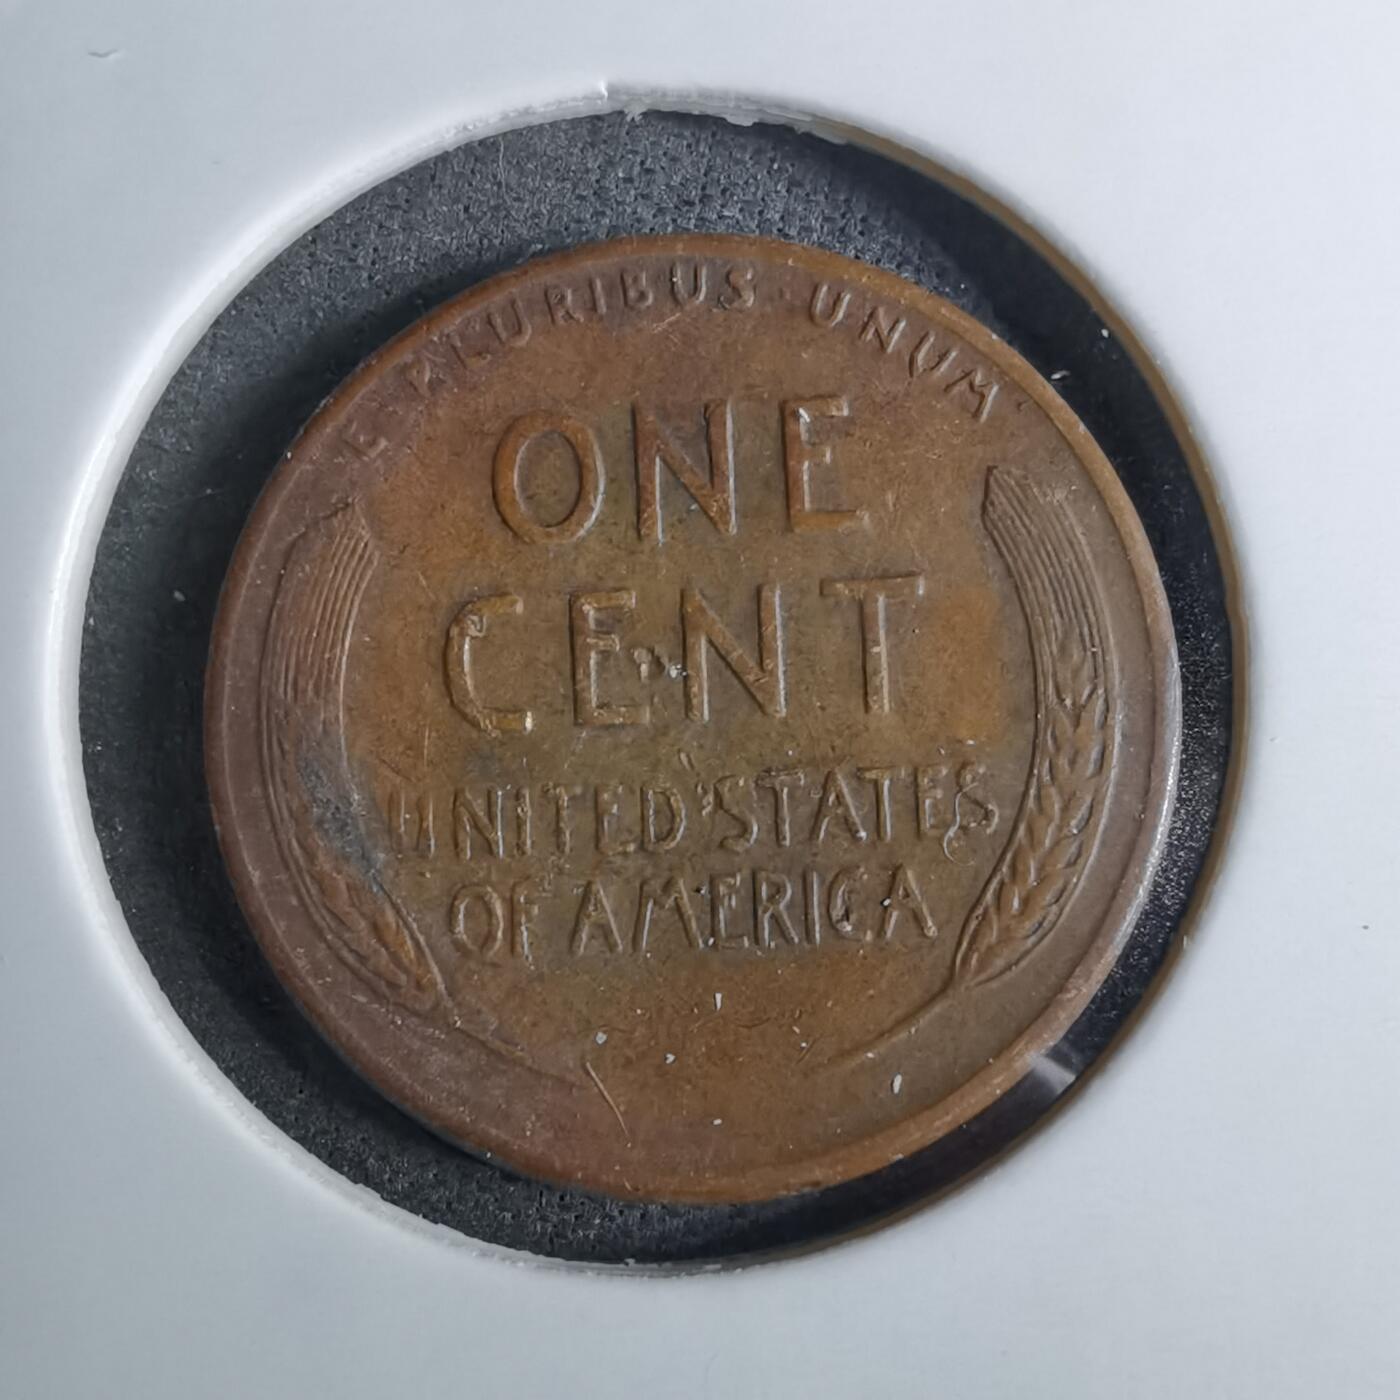 E PLURIBUS UNUM
ONE
CENT
UNITED STATES
OF AMERICA